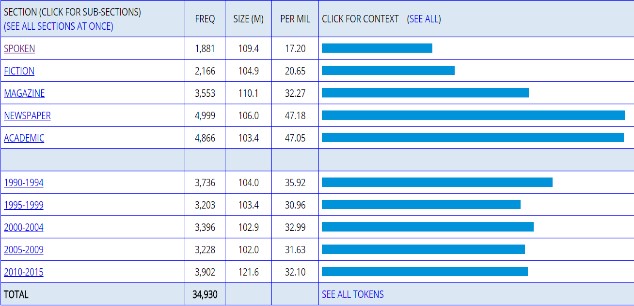 SECTION (CLICK FOR SUB-SECTIONS)
(SEE ALL SECTIONS AT ONCE) FREQ SIZE (M) PER MIL CLICK FOR CONTEXT (SEE ALL)
SPOKEN 1,881 109.4 17.20
FICTION 2,166 104.9 20.65
MAGAZINE 3,553 110.1 32.27
NEWSPAPER 4,999 106.0 47.18
ACADEMIC 4,866 103.4 47.05
1990-1994 3,736 104.0 35.92
1995-1999 3,203 103.4 30.96
2000-2004 3,396 102.9 32.99
2005-2009 3,228 102.0 31.63
2010-2015 3,902 121.6 32.10
TOTAL 34,930 SEE ALL TOKENS